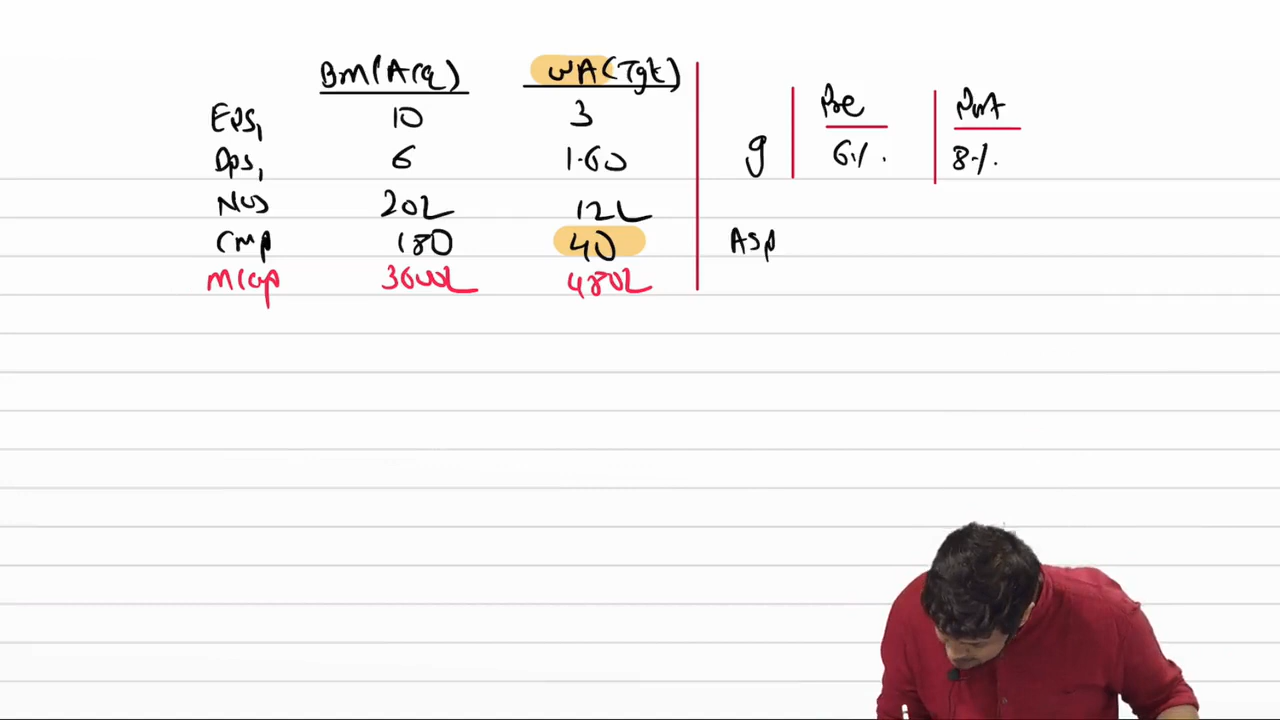 BM(Acq) WA(Tgt)
Pre Post
EPS1 10 3
DPS1 6 1.60 g 6%. 8%.
NOS 20L 12L
CMP 180 40 ASP
MCap 3600L 480L